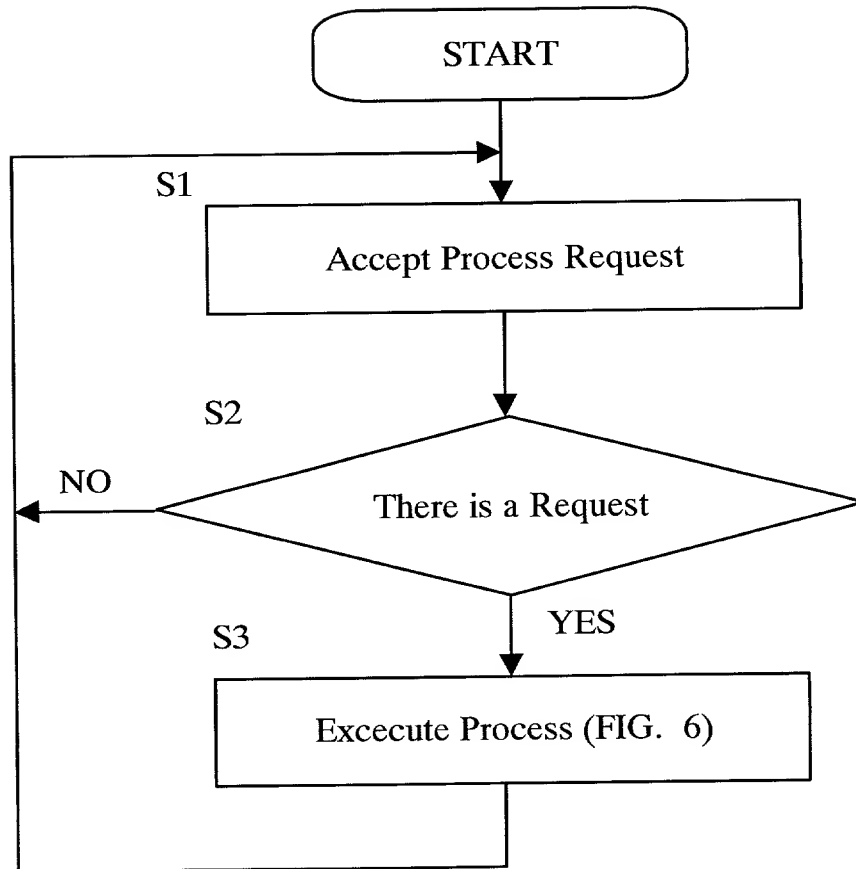 START
S1
Accept Process Request
S2
NO
There is a Request
YES
S3
Excecute Process (FIG. 6)